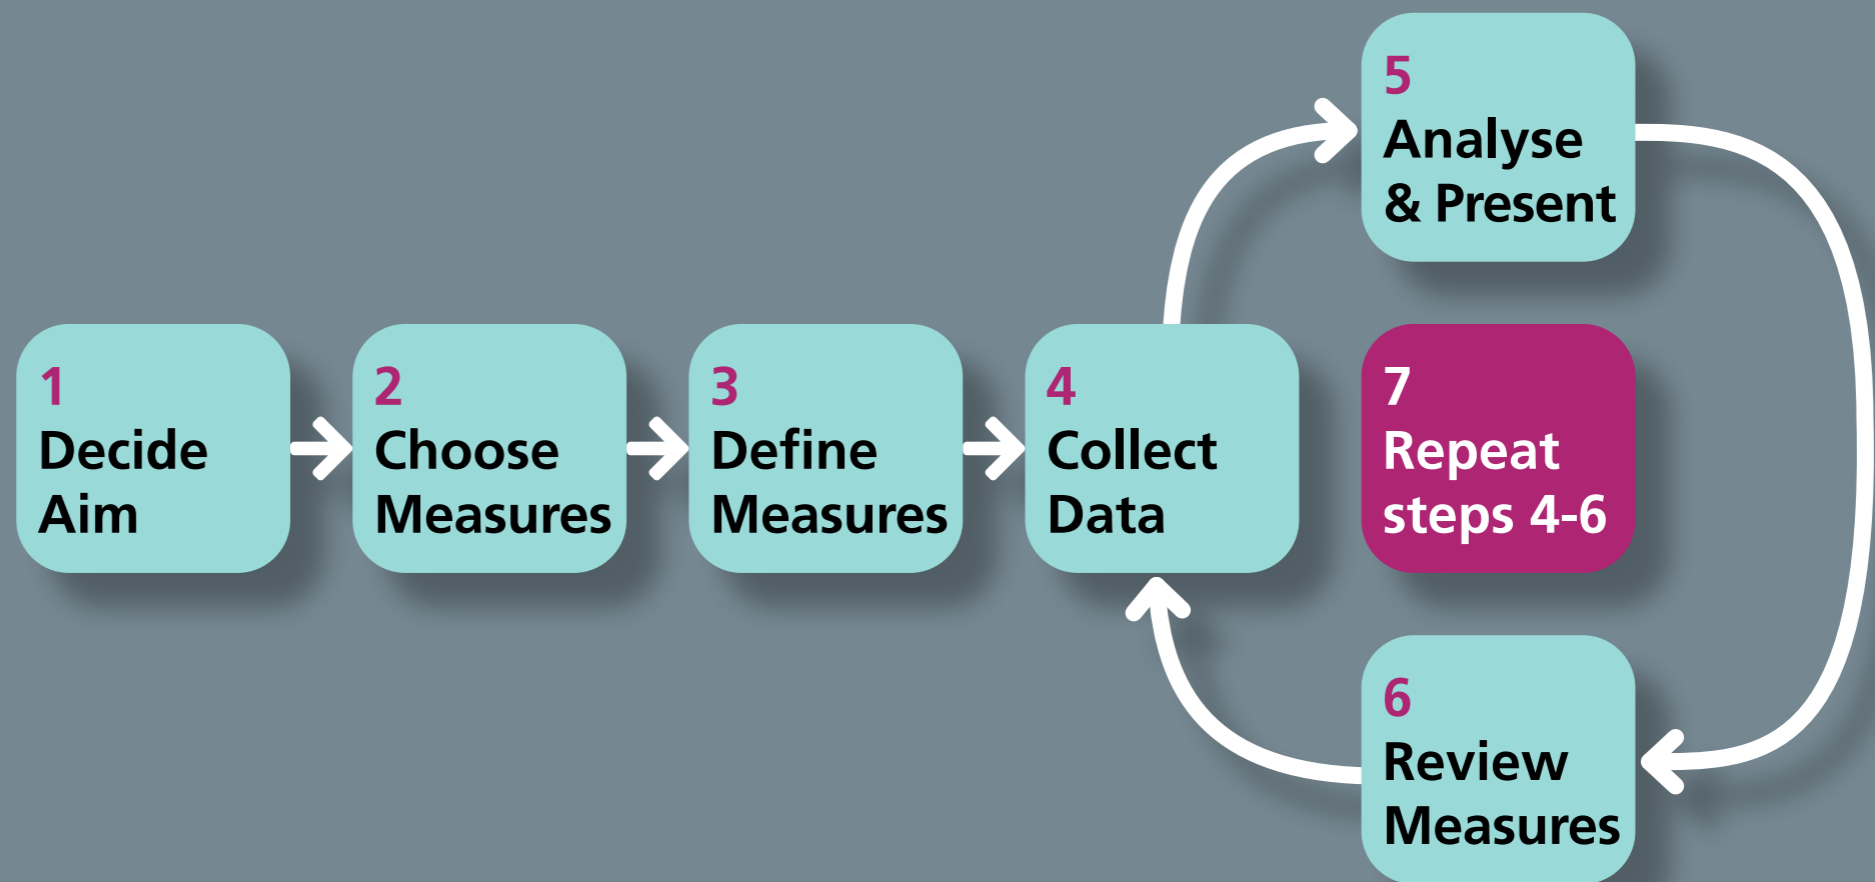 1
Decide
Aim
2
Choose
Measures
3
Define
Measures
4
Collect
Data
5
Analyse
& Present
6
Review
Measures
7
Repeat
steps 4-6